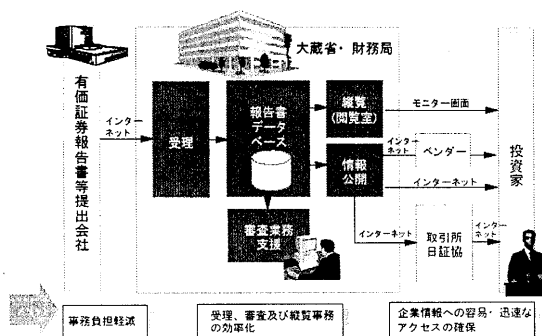 大蔵省・財務局
有価証券報告書等提出会社
インター
ネット
受理
報告書
データ
ベース
縦覧
(閲覧室)
情報
公開
審査業務
支援
モニター画面
インター
ネット
ベンダー
インターネット
インターネット
取引所
日証協
インター
ネット
投資家
事務負担軽減
受理、審査及び縦覧事務
の効率化
企業情報への容易・迅速な
アクセスの確保